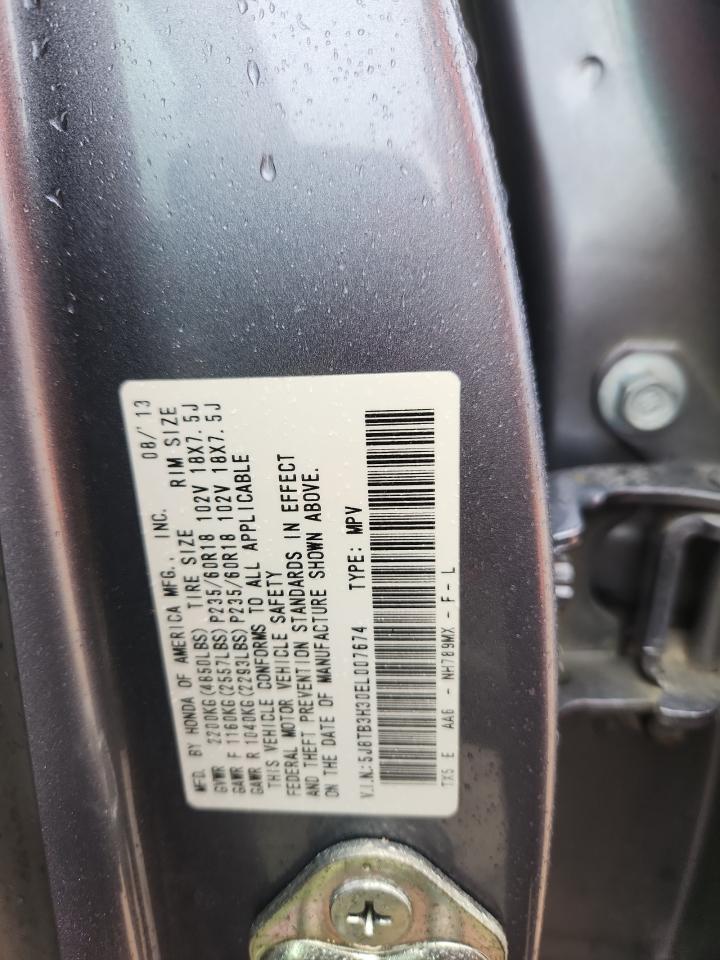 MFD. BY HONDA OF AMERICA MFG., INC. 08/'13
GVWR 2200KG(4850LBS) TIRE SIZE RIM SIZE
GAWR F 1160KG(2557LBS) P235/60R18 102V 18X7.5J
GAWR R 1040KG(2293LBS) P235/60R18 102V 18X7.5J
THIS VEHICLE CONFORMS TO ALL APPLICABLE
FEDERAL MOTOR VEHICLE SAFETY
AND THEFT PREVENTION STANDARDS IN EFFECT
ON THE DATE OF MANUFACTURE SHOWN ABOVE.
V.I.N.:5J8TB3H30EL007674 TYPE: MPV
TX5 E AA6 - NH789MX - F - L